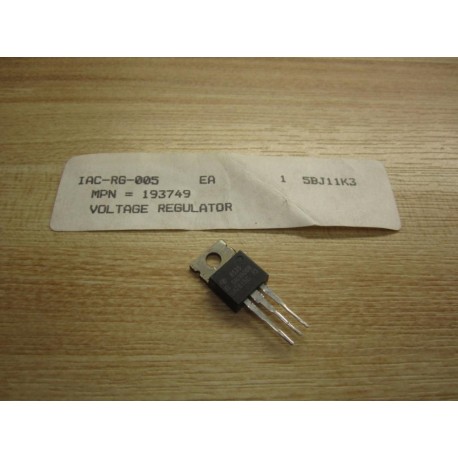 IAC-RG-005 EA 1 5BJ11K3
MPN = 193749
VOLTAGE REGULATOR